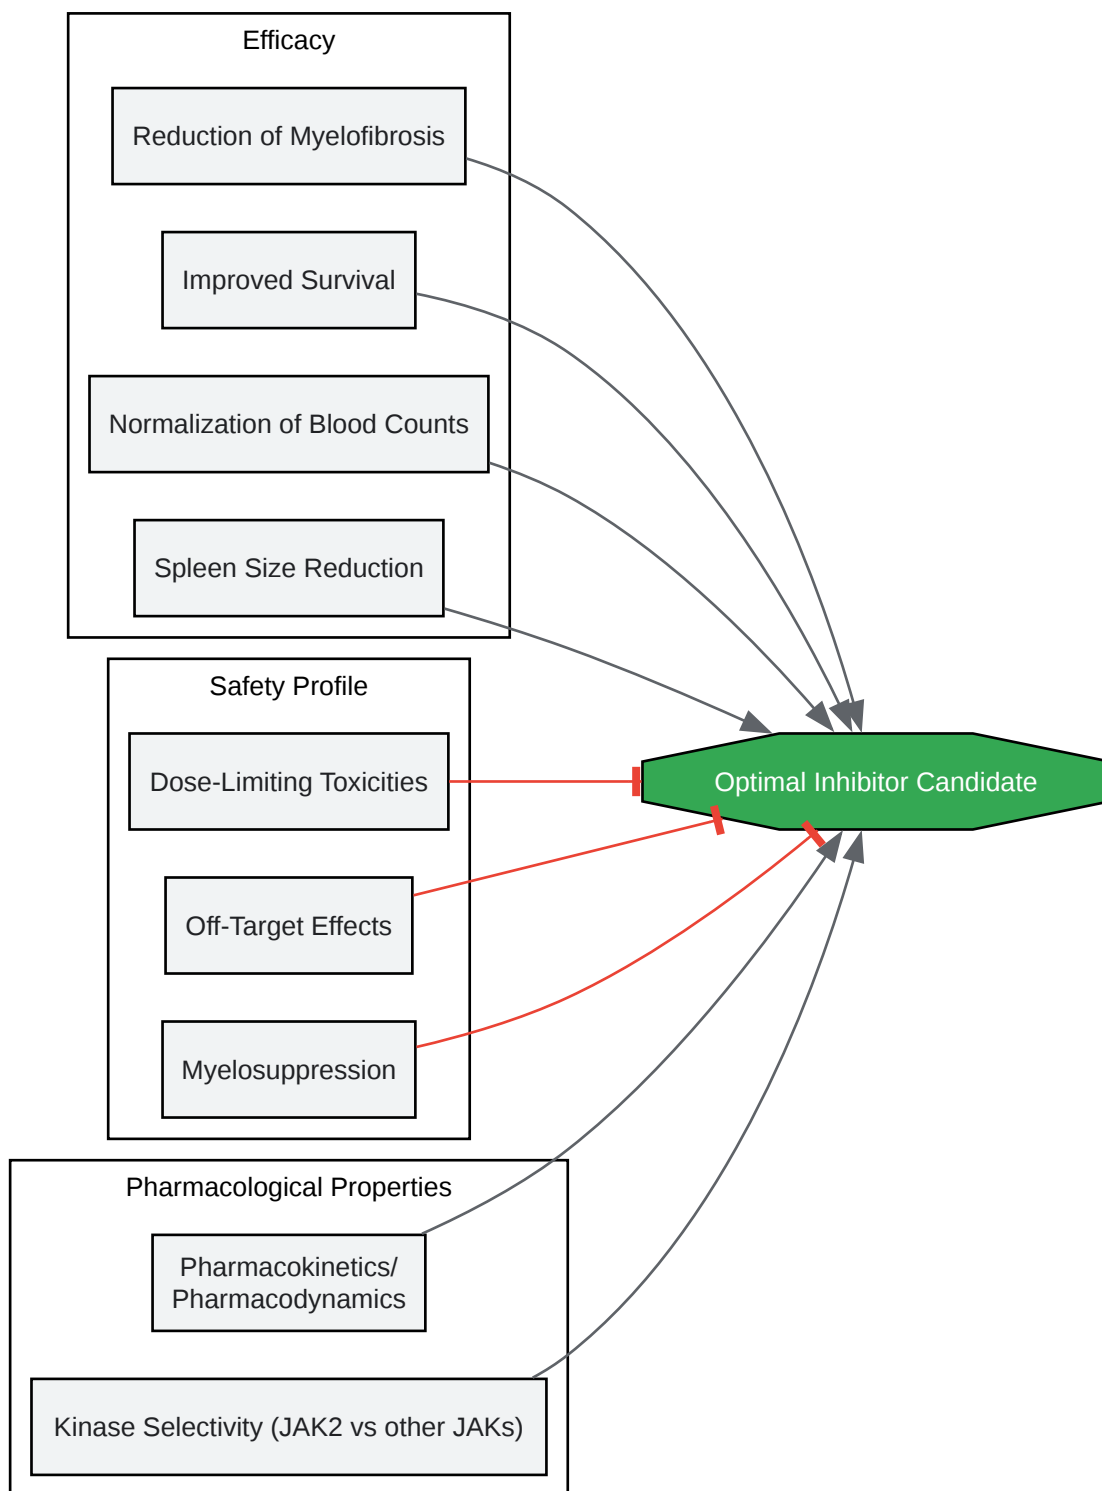 Efficacy
Reduction of Myelofibrosis
Improved Survival
Normalization of Blood Counts
Spleen Size Reduction
Safety Profile
Dose-Limiting Toxicities
Optimal Inhibitor Candidate
Off-Target Effects
Myelosuppression
Pharmacological Properties
Pharmacokinetics/
Pharmacodynamics
Kinase Selectivity (JAK2 vs other JAKs)